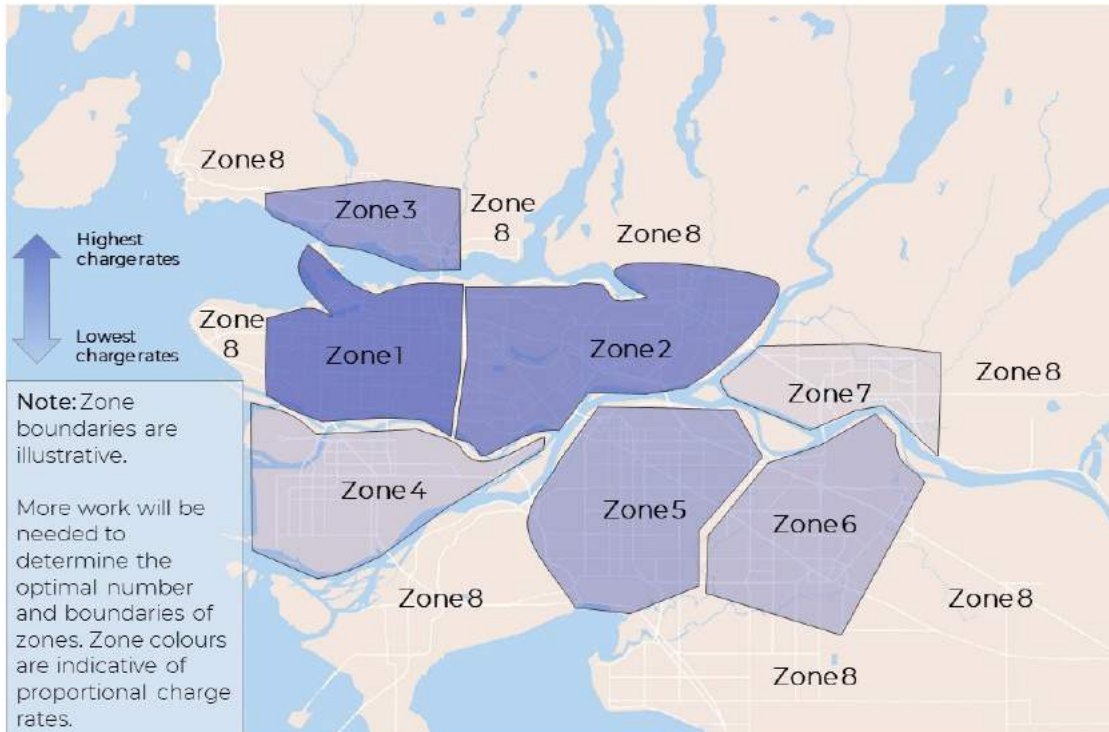 Zone 8
Zone 3
Zone
8
Zone 8
Highest
charge rates
Lowest
charge rates
Zone
8
Zone 1
Zone 2
Zone 7
Zone 8
Note: Zone
boundaries are
illustrative.
More work will be
needed to
determine the
optimal number
and boundaries of
zones. Zone colours
are indicative of
proportional charge
rates.
Zone 4
Zone 5
Zone 6
Zone 8
Zone 8
Zone 8